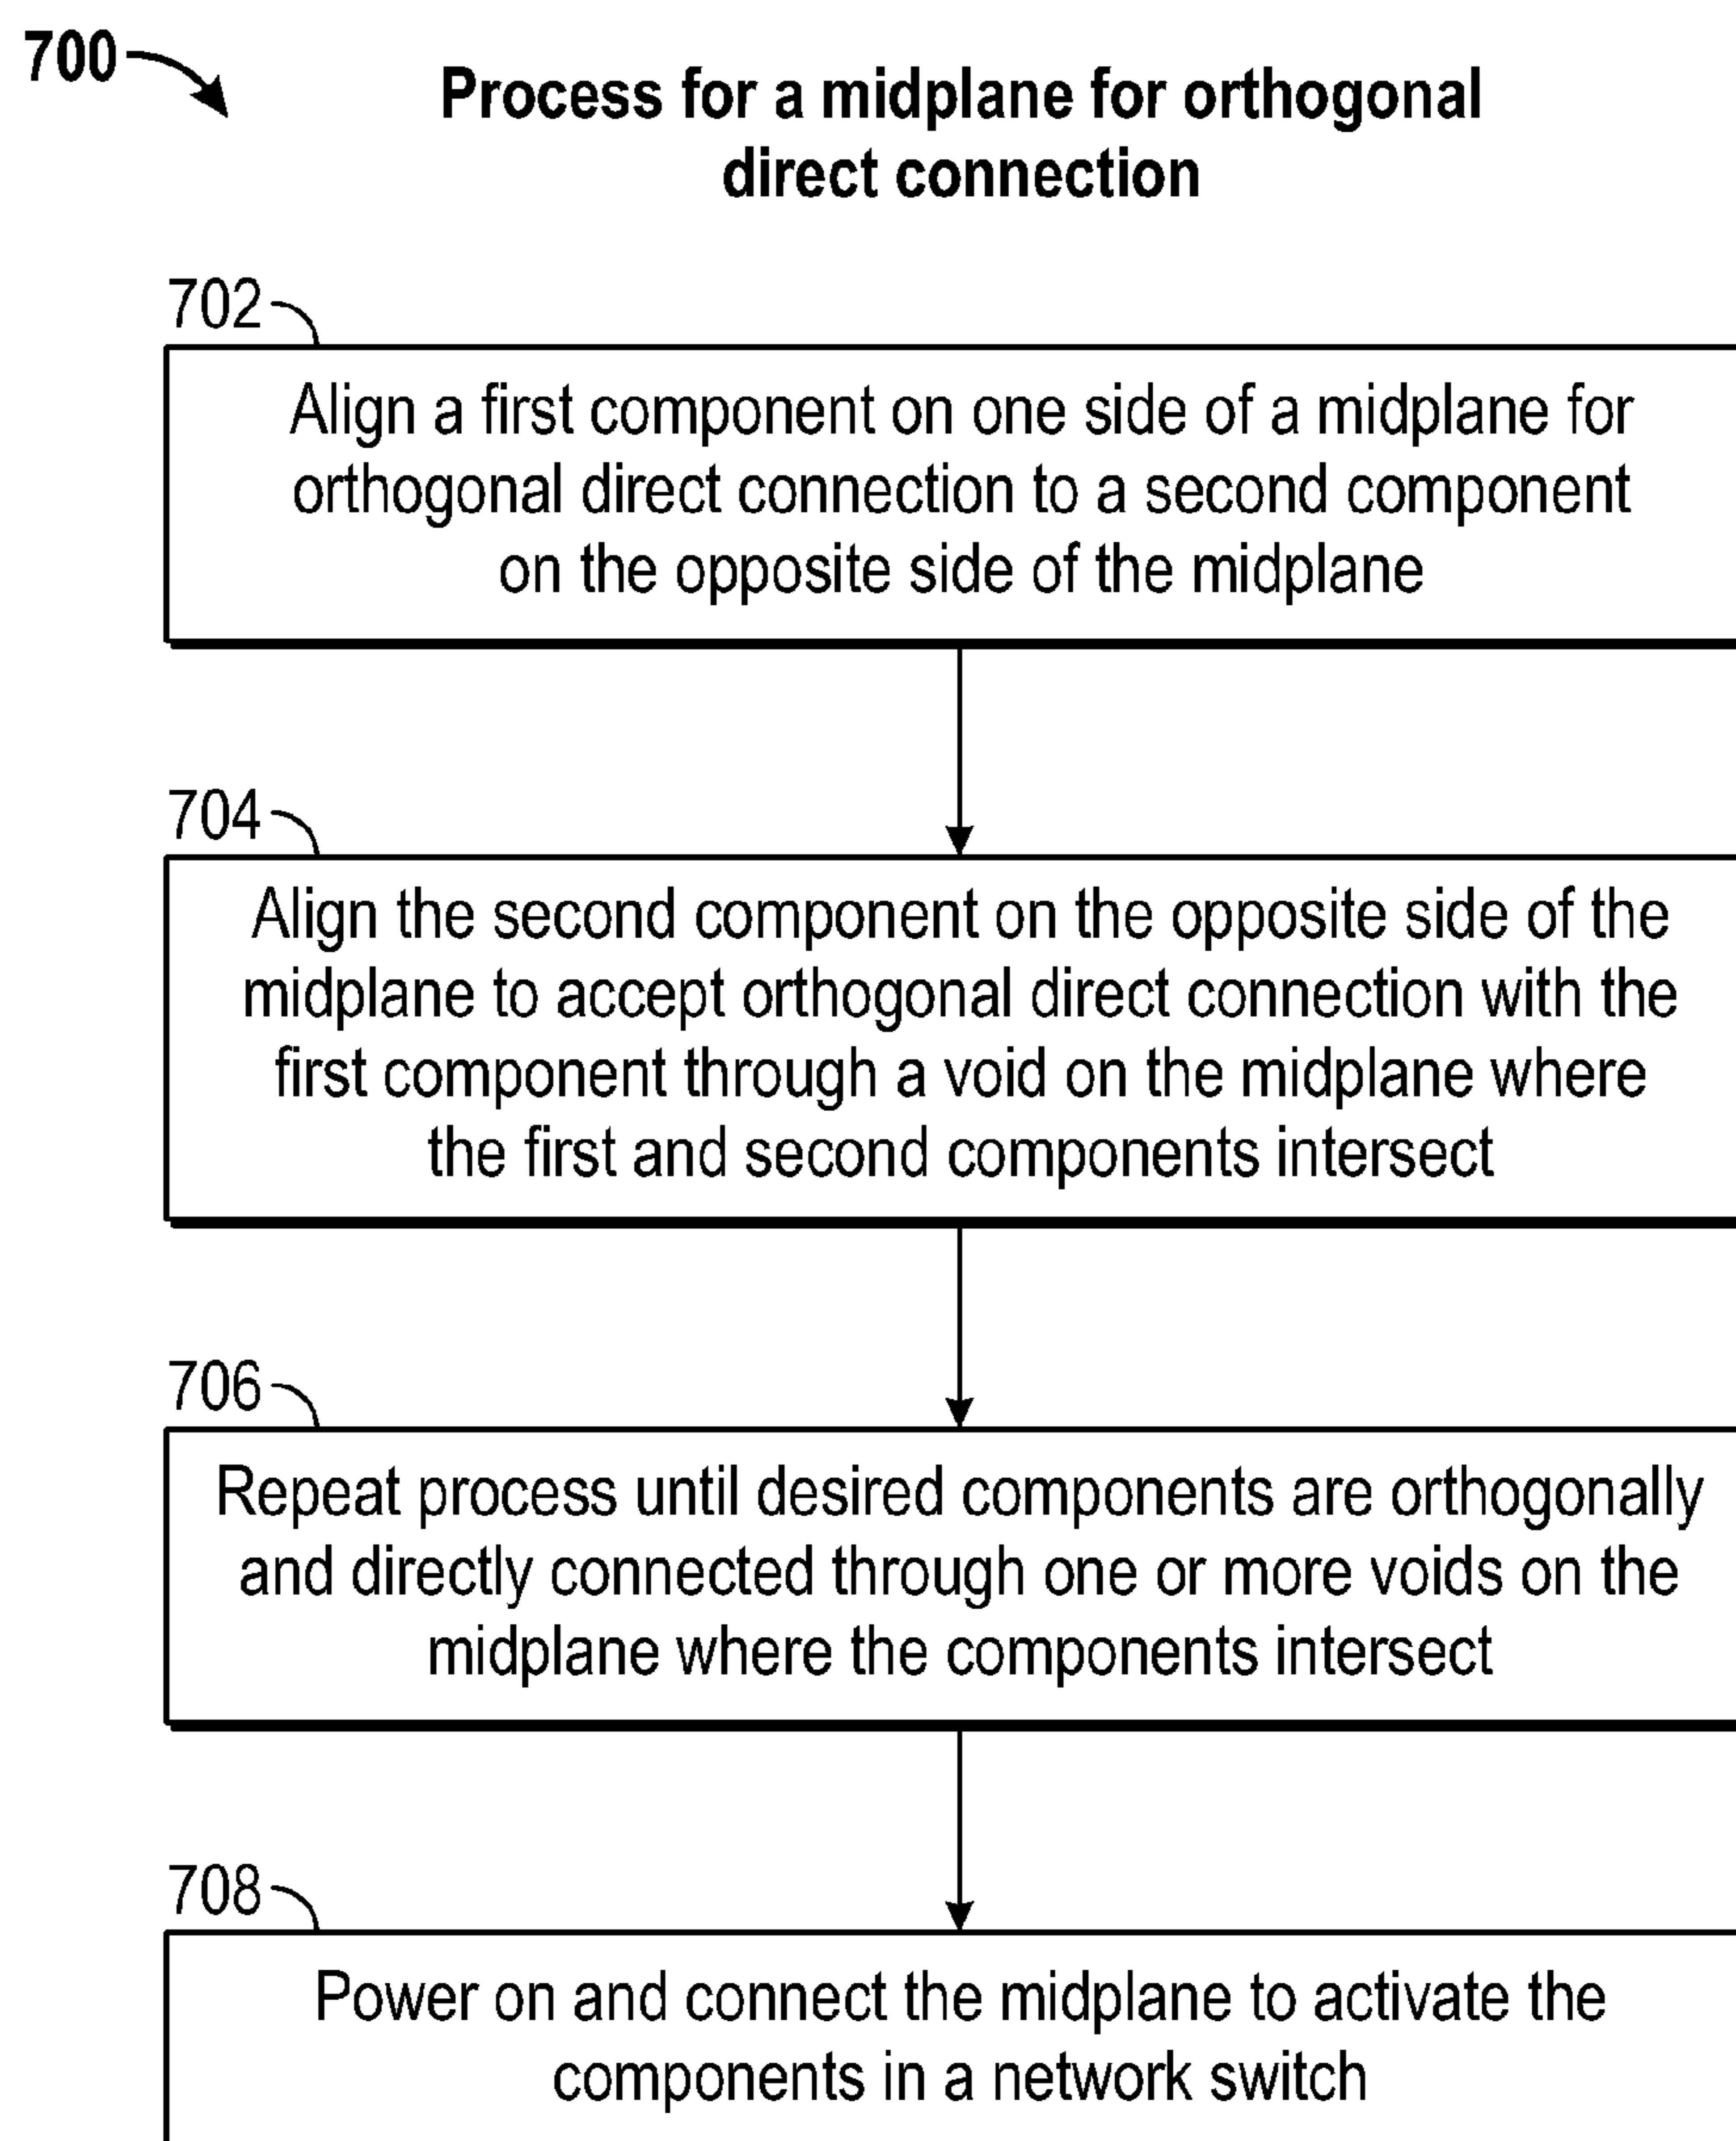 700
Process for a midplane for orthogonal
direct connection
702
Align a first component on one side of a midplane for
orthogonal direct connection to a second component
on the opposite side of the midplane
704
Align the second component on the opposite side of the
midplane to accept orthogonal direct connection with the
first component through a void on the midplane where
the first and second components intersect
706
Repeat process until desired components are orthogonally
and directly connected through one or more voids on the
midplane where the components intersect
708
Power on and connect the midplane to activate the
components in a network switch